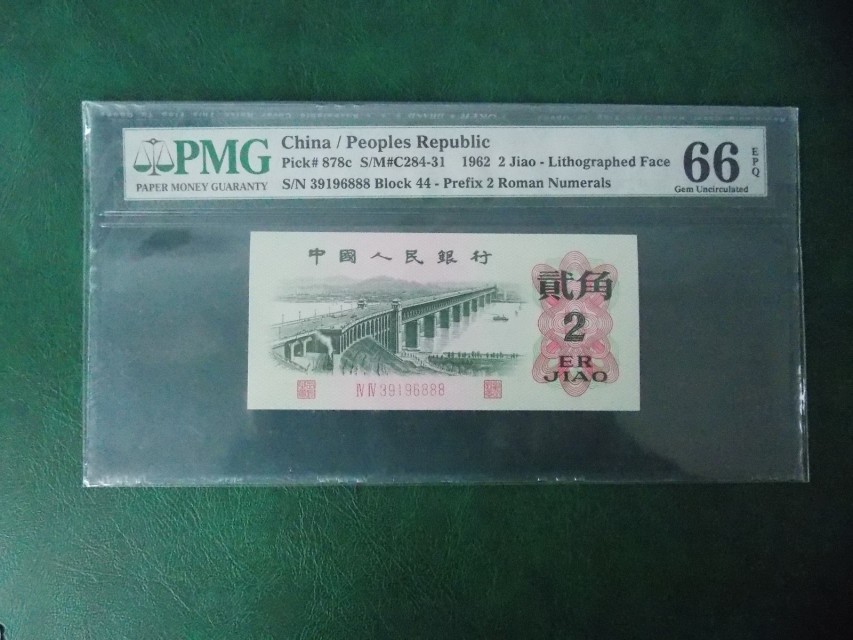 PMG
PAPER MONEY GUARANTY
China / Peoples Republic
Pick# 878c S/M#C284-31 1962 2 Jiao - Lithographed Face
S/N 39196888 Block 44 - Prefix 2 Roman Numerals
66
EPQ
Gem Uncirculated
中國人民銀行
貳角
2
ER
JIAO
Ⅳ Ⅳ 39196888